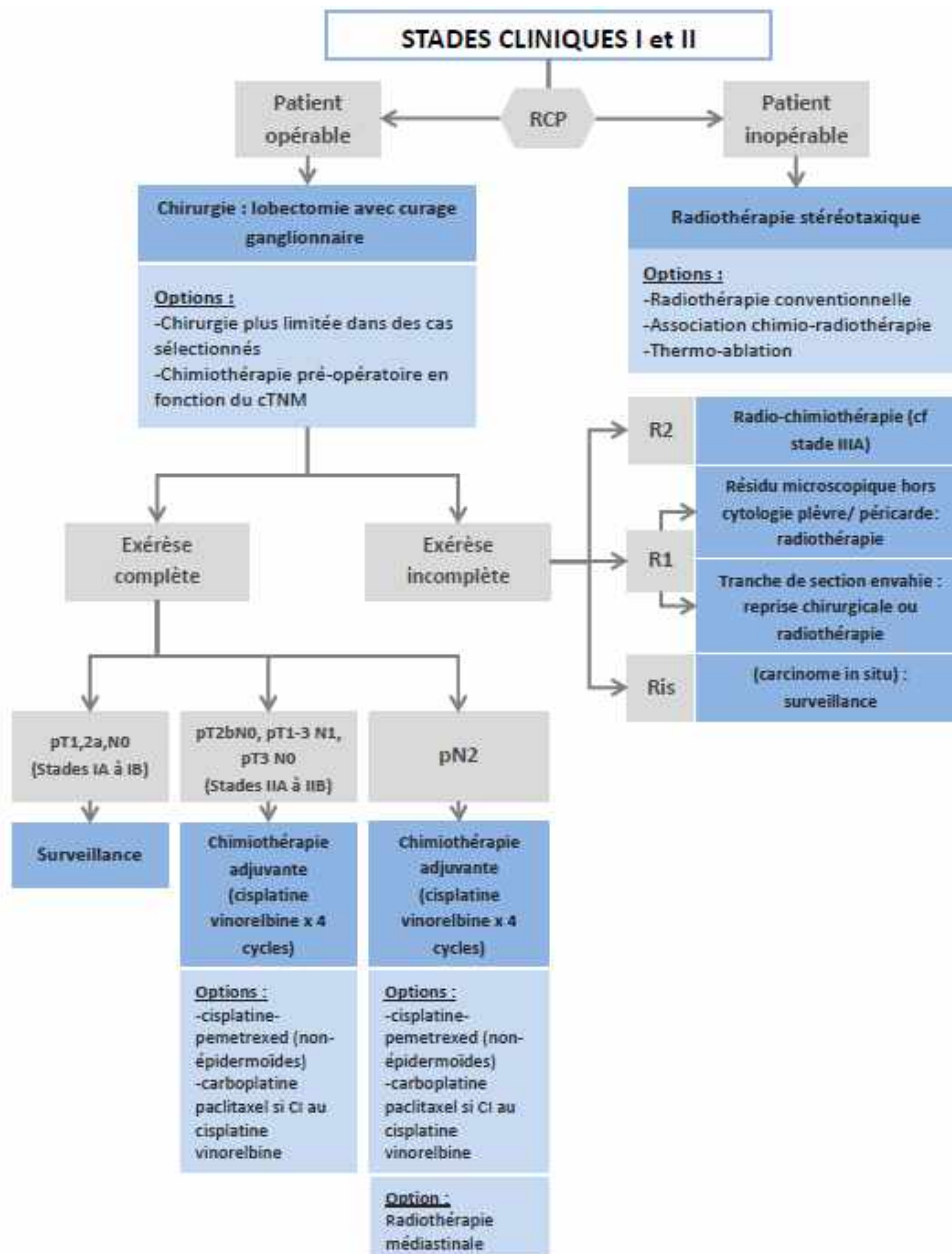 STADES CLINIQUES I et II
Patient
opérable
RCP
Patient
inopérable
Chirurgie : lobectomie avec curage
ganglionnaire
Options :
-Chirurgie plus limitée dans des cas
sélectionnés
-Chimiothérapie pré-opératoire en
fonction du cTNM
Radiothérapie stéréotaxique
Options :
-Radiothérapie conventionnelle
-Association chimio-radiothérapie
-Thermo-ablation
Exérèse
complète
Exérèse
incomplète
R2
Radio-chimiothérapie (cf
stade IIIA)
R1
Résidu microscopique hors
cytologie plèvre/ péricarde:
radiothérapie
Tranche de section envahie :
reprise chirurgicale ou
radiothérapie
Ris
(carcinome in situ) :
surveillance
pT1,2a,N0
(Stades IA à IB)
Surveillance
pT2bN0, pT1-3 N1,
pT3 N0
(Stades IIA à IIB)
Chimiothérapie
adjuvante
(cisplatine
vinorelbine x 4
cycles)
Options :
-cisplatine-
pemetrexed (non-
épidermoïdes)
-carboplatine
paclitaxel si CI au
cisplatine
vinorelbine
pN2
Chimiothérapie
adjuvante
(cisplatine
vinorelbine x 4
cycles)
Options :
-cisplatine-
pemetrexed (non-
épidermoïdes)
-carboplatine
paclitaxel si CI au
cisplatine
vinorelbine
Option :
Radiothérapie
médiastinale